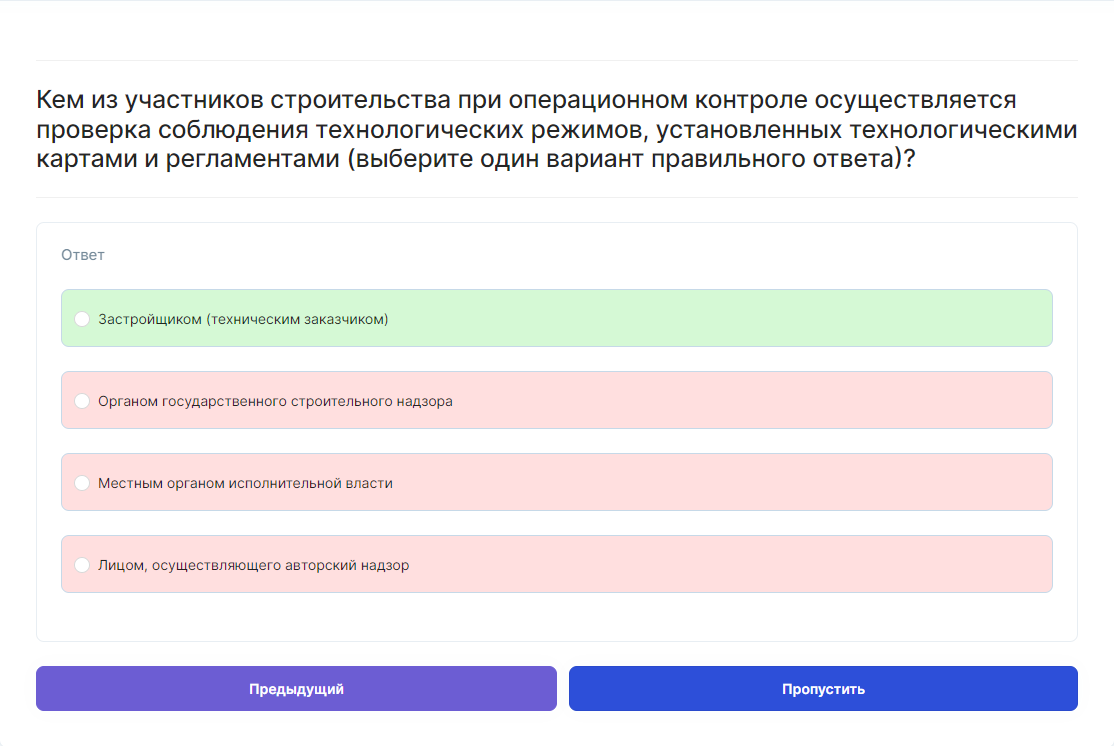 Кем из участников строительства при операционном контроле осуществляется
проверка соблюдения технологических режимов, установленных технологическими
картами и регламентами (выберите один вариант правильного ответа)?
Ответ
Застройщиком (техническим заказчиком)
Органом государственного строительного надзора
Местным органом исполнительной власти
Лицом, осуществляющего авторский надзор
Предыдущий
Пропустить